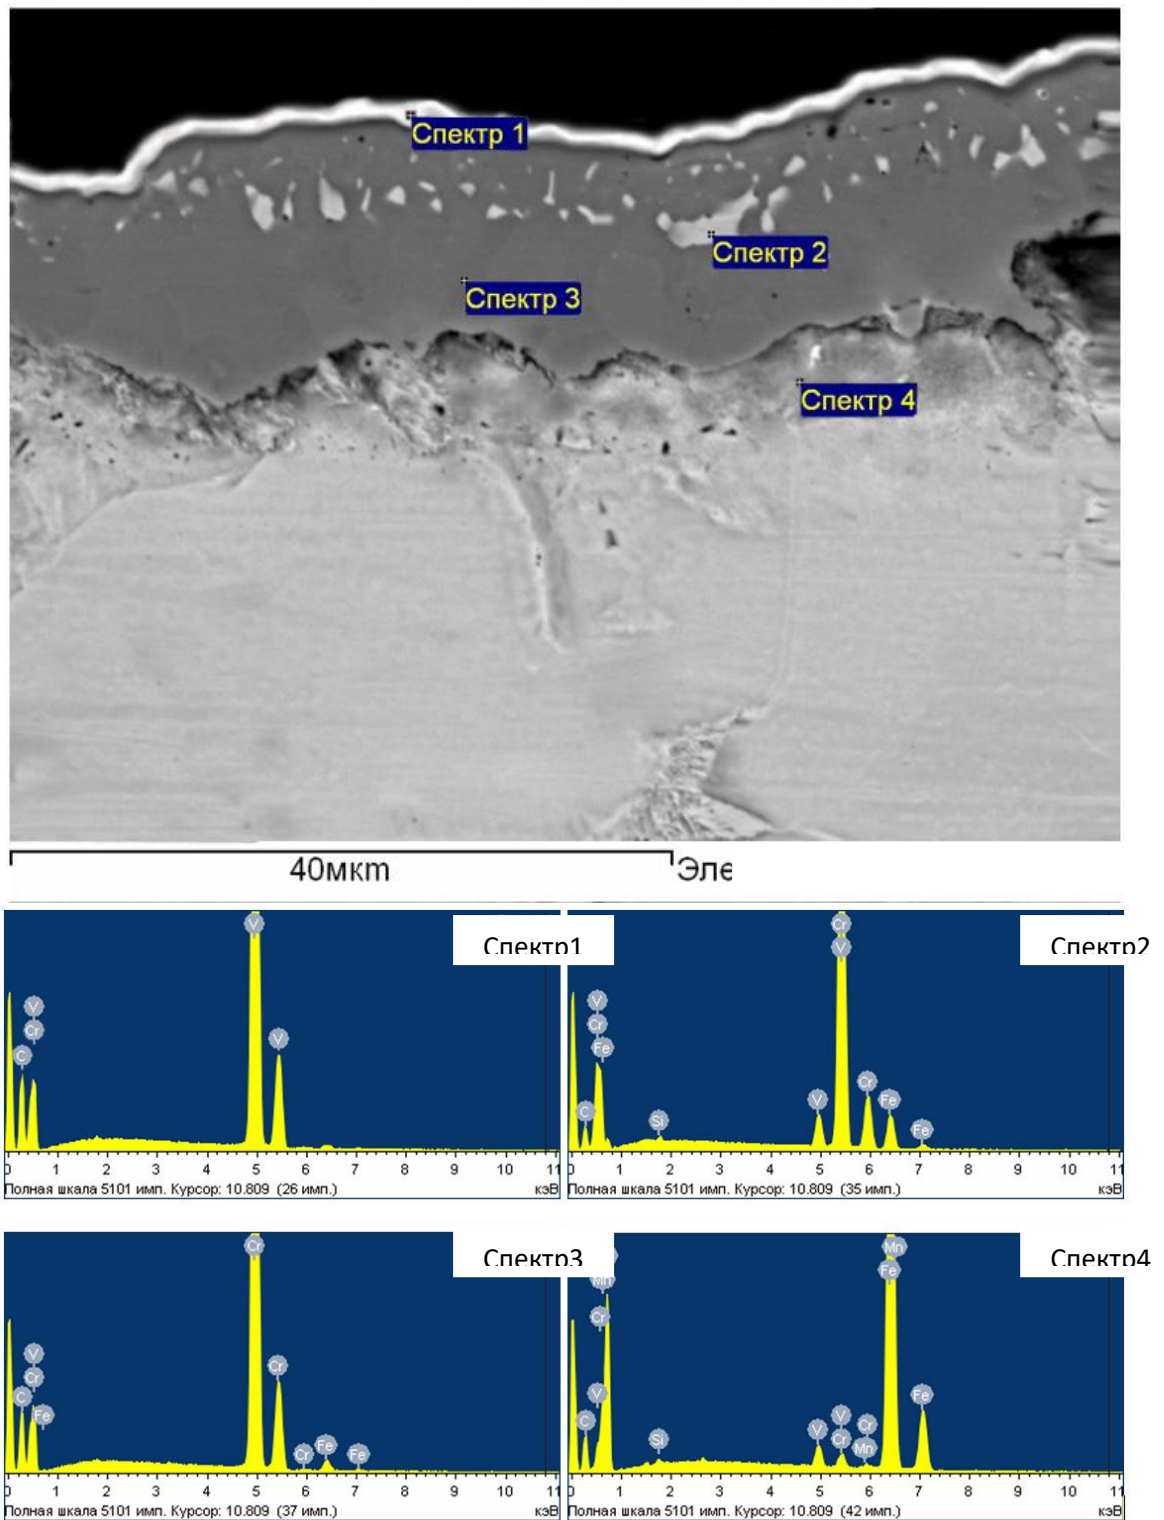 Спектр 1
Спектр 2
Спектр 3
Спектр 4
40мкm
Эле
Спектр1
V
V
Cr
V
C
0 1 2 3 4 5 6 7 8 9 10 11
Полная шкала 5101 имп. Курсор: 10.809 (26 имп.)
кэВ
Спектр2
Cr
V
V
Cr
Fe
C
Si
V
Cr
Fe
Fe
0 1 2 3 4 5 6 7 8 9 10 11
Полная шкала 5101 имп. Курсор: 10.809 (35 имп.)
кэВ
Спектр3
Cr
V
Cr
Cr
C
Fe
Cr
Fe
Fe
0 1 2 3 4 5 6 7 8 9 10 11
Полная шкала 5101 имп. Курсор: 10.809 (37 имп.)
кэВ
Спектр4
Mn
Fe
Mn
Cr
V
C
Si
V
V
Cr
Cr
Mn
Fe
0 1 2 3 4 5 6 7 8 9 10 11
Полная шкала 5101 имп. Курсор: 10.809 (42 имп.)
кэВ